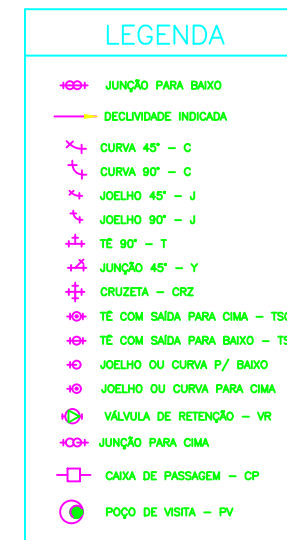 LEGENDA
JUNÇÃO PARA BAIXO
DECLIVIDADE INDICADA
CURVA 45° – C
CURVA 90° – C
JOELHO 45° – J
JOELHO 90° – J
TÊ 90° – T
JUNÇÃO 45° – Y
CRUZETA – CRZ
TÊ COM SAÍDA PARA CIMA –
TÊ COM SAÍDA PARA BAIXO –
JOELHO OU CURVA P/ BAIXO
JOELHO OU CURVA PARA CIMA
VÁLVULA DE RETENÇÃO – VR
JUNÇÃO PARA CIMA
CAIXA DE PASSAGEM – CP
POÇO DE VISITA – PV